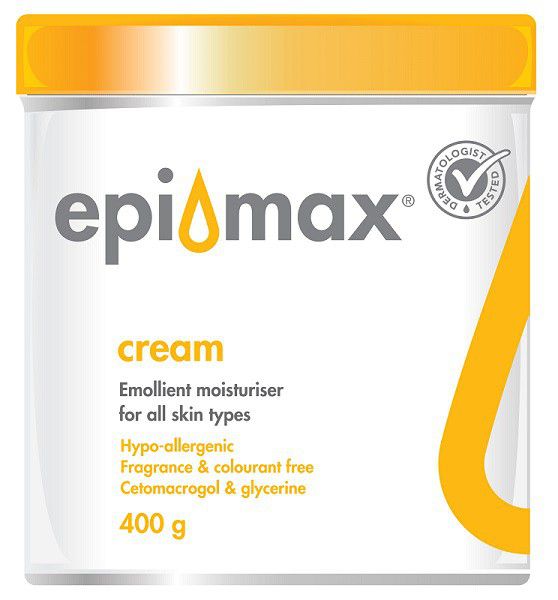 epimax®
DERMATOLOGIST TESTED
cream
Emollient moisturiser
for all skin types
Hypo-allergenic
Fragrance & colourant free
Cetomacrogol & glycerine
400 g